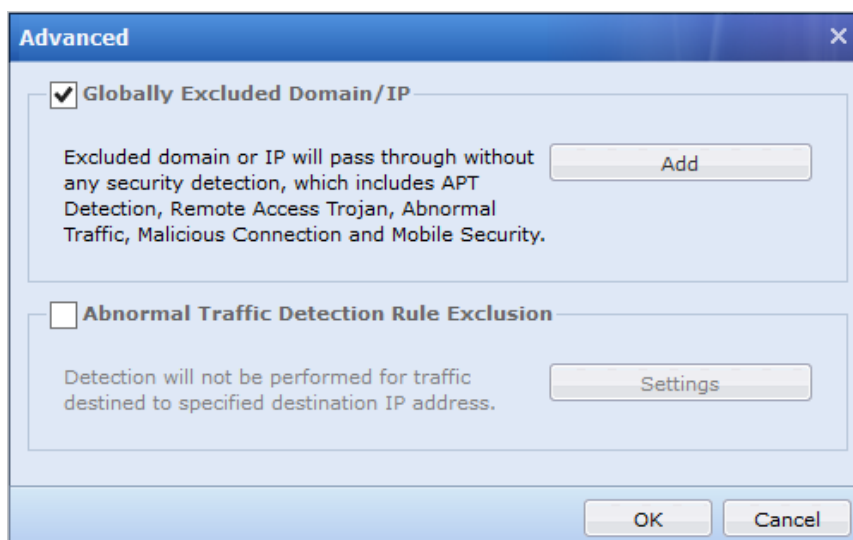 Advanced
Globally Excluded Domain/IP
Excluded domain or IP will pass through without
any security detection, which includes APT
Detection, Remote Access Trojan, Abnormal
Traffic, Malicious Connection and Mobile Security.
Add
Abnormal Traffic Detection Rule Exclusion
Detection will not be performed for traffic
destined to specified destination IP address.
Settings
OK
Cancel